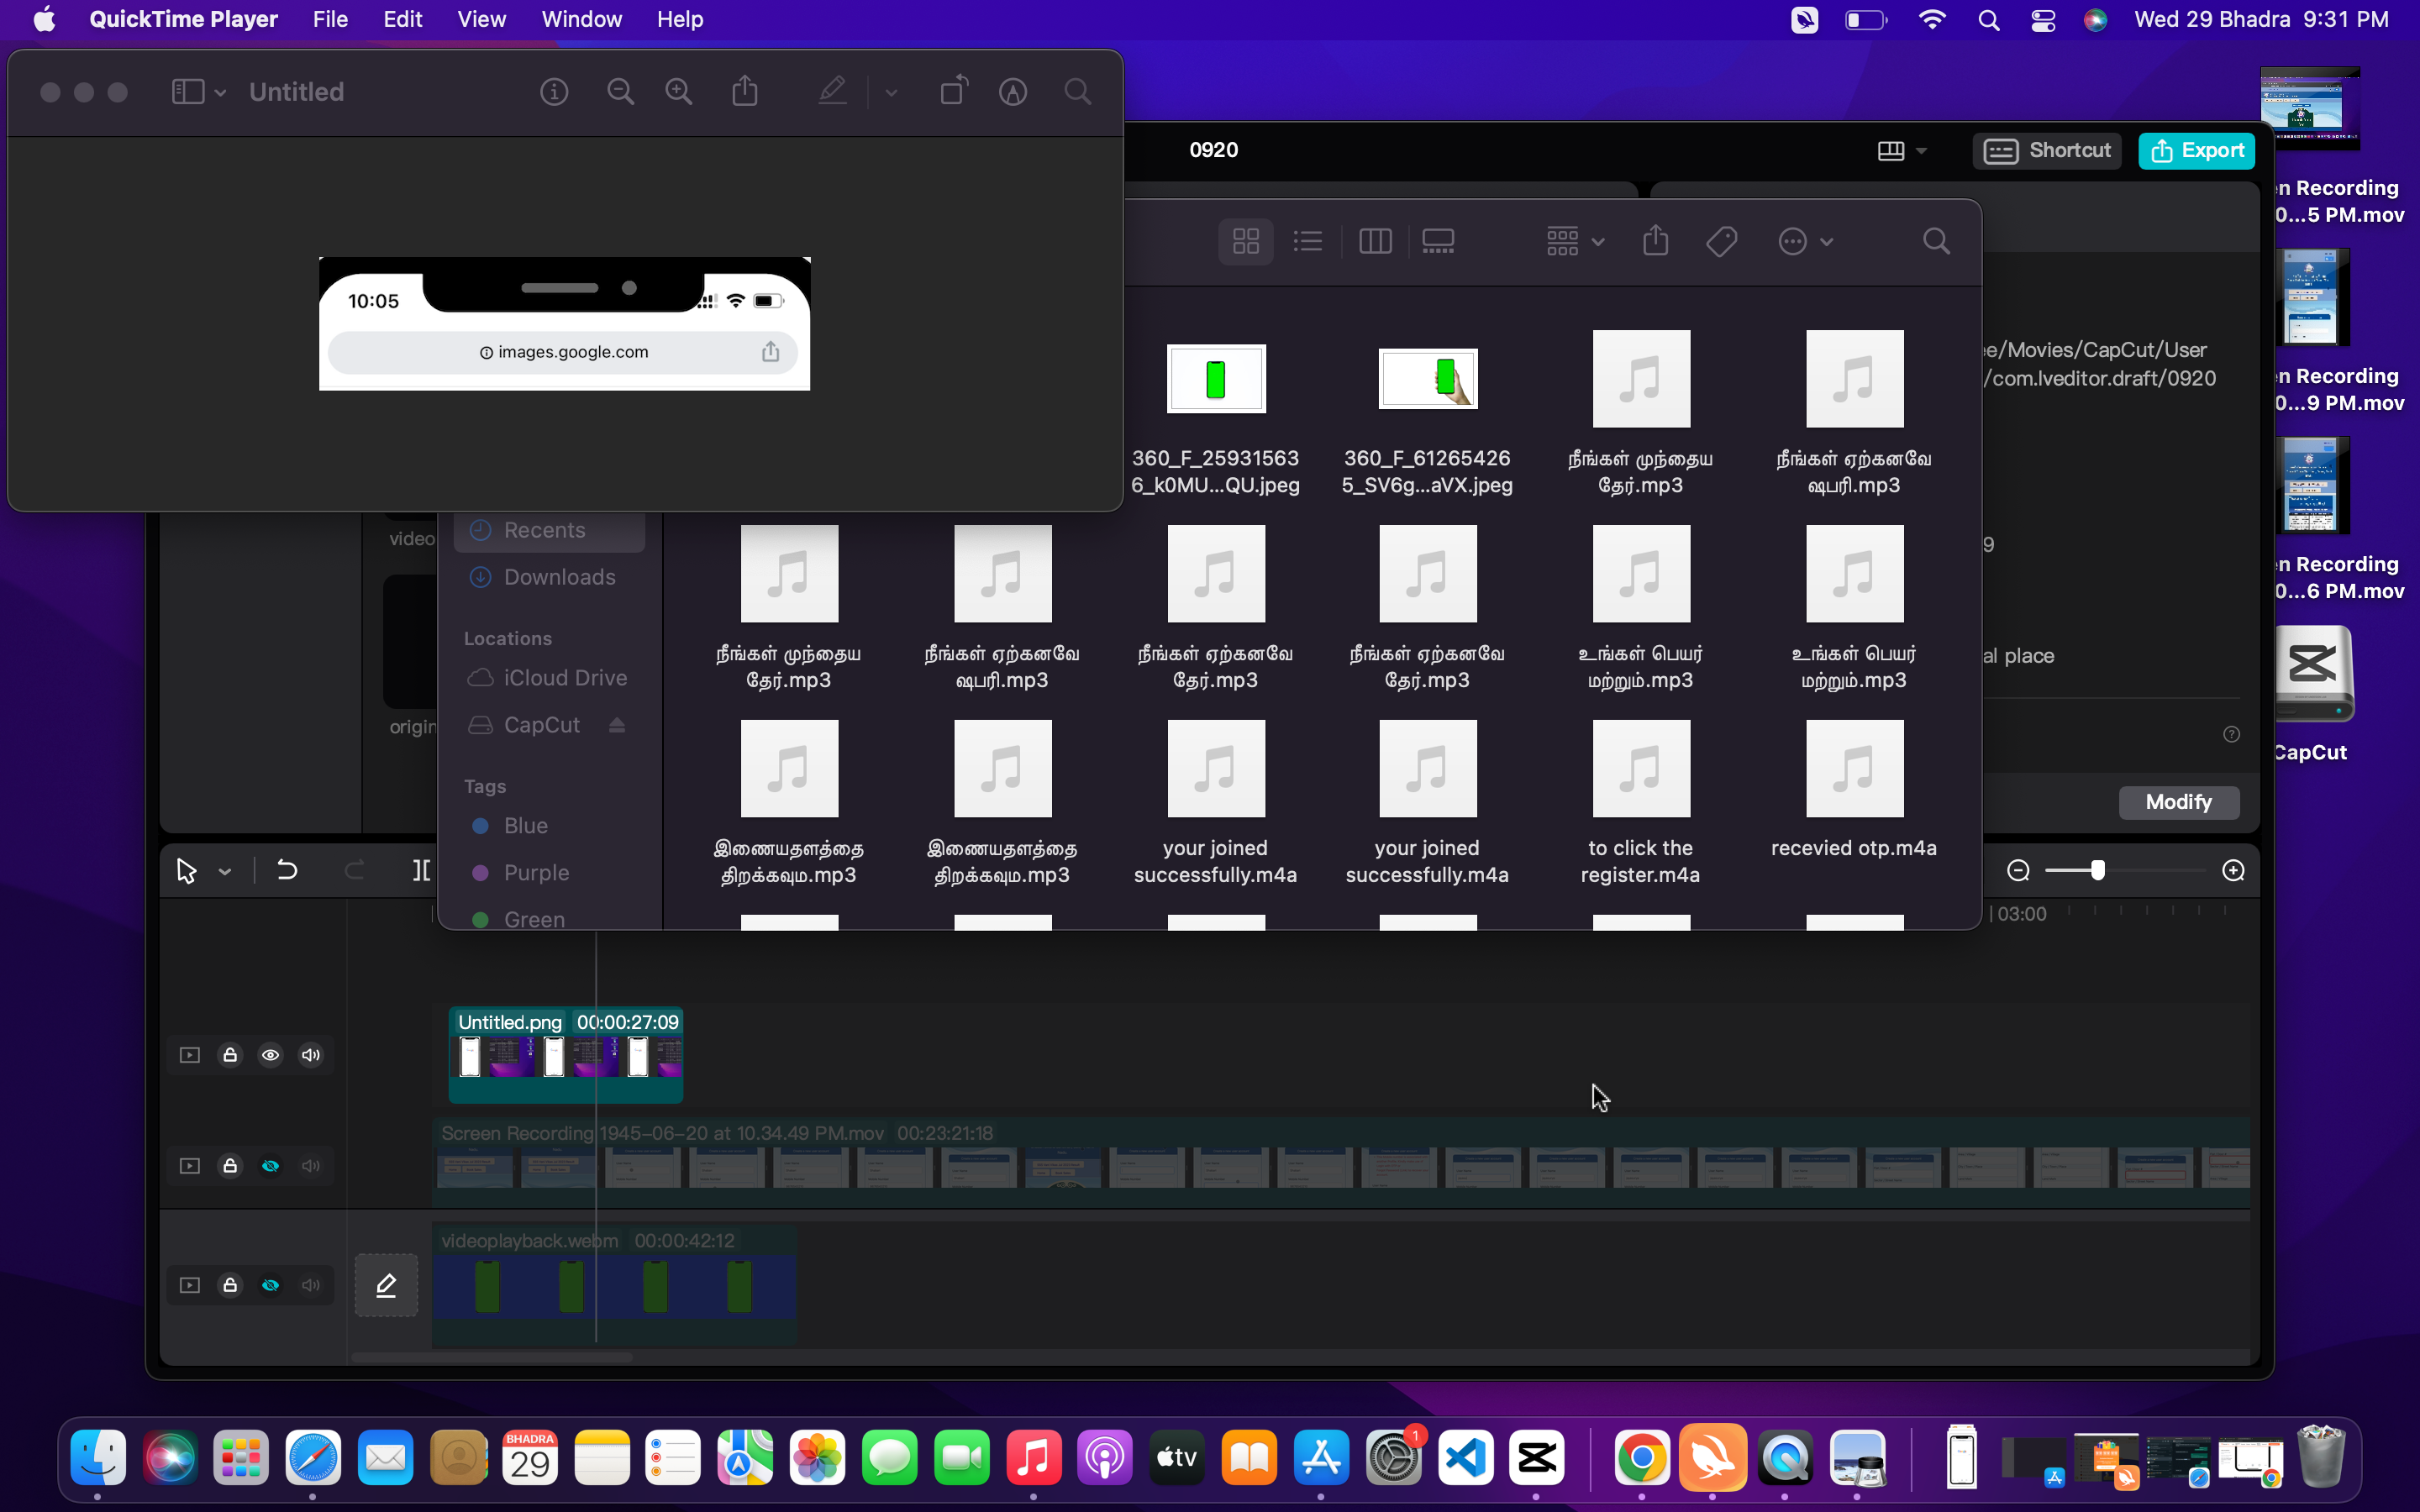 QuickTime Player File Edit View Window Help
Wed 29 Bhadra 9:31 PM
Untitled
10:05
images.google.com
0920
Shortcut
Export
n Recording
0...5 PM.mov
n Recording
0...9 PM.mov
n Recording
0...6 PM.mov
CapCut
e/Movies/CapCut/User
/com.lveditor.draft/0920
9
al place
Modify
video
origin
Recents
Downloads
Locations
iCloud Drive
CapCut
Tags
Blue
Purple
Green
360_F_25931563
6_k0MU...QU.jpeg
360_F_61265426
5_SV6g...aVX.jpeg
நீங்கள் முந்தைய
தேர்.mp3
நீங்கள் ஏற்கனவே
ஷபரி.mp3
நீங்கள் முந்தைய
தேர்.mp3
நீங்கள் ஏற்கனவே
ஷபரி.mp3
நீங்கள் ஏற்கனவே
தேர்.mp3
நீங்கள் ஏற்கனவே
தேர்.mp3
உங்கள் பெயர்
மற்றும்.mp3
உங்கள் பெயர்
மற்றும்.mp3
இணையதளத்தை
திறக்கவும.mp3
இணையதளத்தை
திறக்கவும.mp3
your joined
successfully.m4a
your joined
successfully.m4a
to click the
register.m4a
recevied otp.m4a
03:00
Untitled.png 00:00:27:09
Screen Recording 1945-06-20 at 10.34.49 PM.mov 00:23:21:18
videoplayback.webm 00:00:42:12
BHADRA
29
tv
1